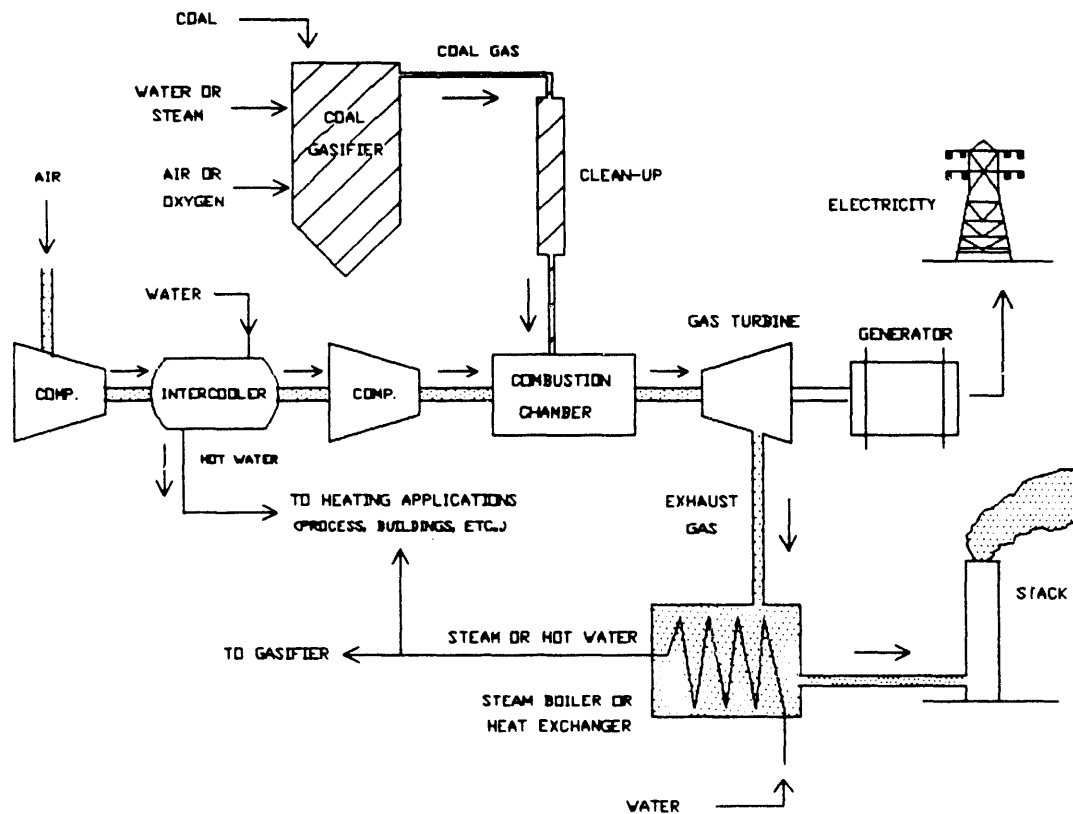 COAL
COAL GAS
WATER OR
STEAM
COAL
GASIFIER
AIR OR
OXYGEN
CLEAN-UP
AIR
ELECTRICITY
WATER
GAS TURBINE
GENERATOR
COMP.
INTERCOOLER
COMP.
COMBUSTION
CHAMBER
HOT WATER
TO HEATING APPLICATIONS
(PROCESS, BUILDINGS, ETC..)
EXHAUST
GAS
STACK
STEAM OR HOT WATER
TO GASIFIER
STEAM BOILER OR
HEAT EXCHANGER
WATER